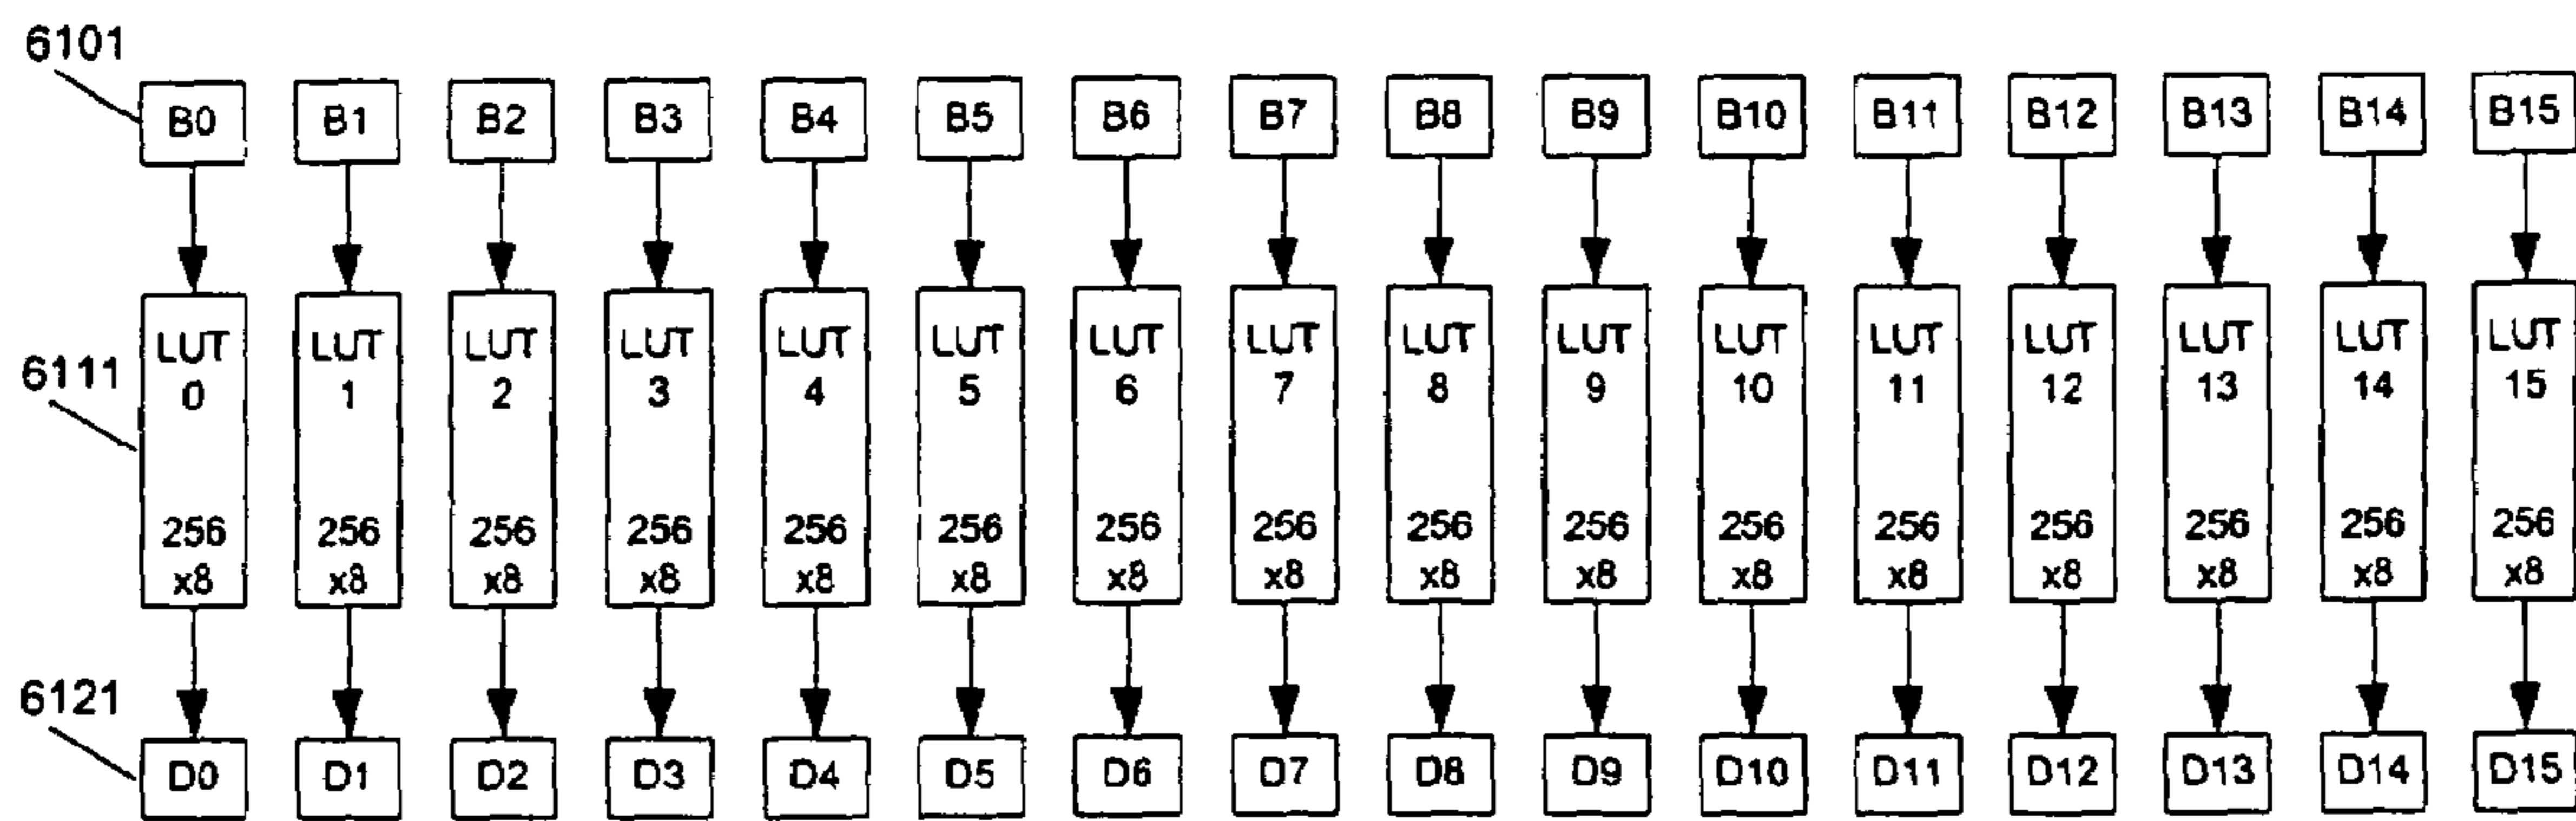 6101
B0 B1 B2 B3 B4 B5 B6 B7 B8 B9 B10 B11 B12 B13 B14 B15
6111
LUT LUT LUT LUT LUT LUT LUT LUT LUT LUT LUT LUT LUT LUT LUT LUT
0 1 2 3 4 5 6 7 8 9 10 11 12 13 14 15
256 256 256 256 256 256 256 256 256 256 256 256 256 256 256 256
x8 x8 x8 x8 x8 x8 x8 x8 x8 x8 x8 x8 x8 x8 x8 x8
6121
D0 D1 D2 D3 D4 D5 D6 D7 D8 D9 D10 D11 D12 D13 D14 D15